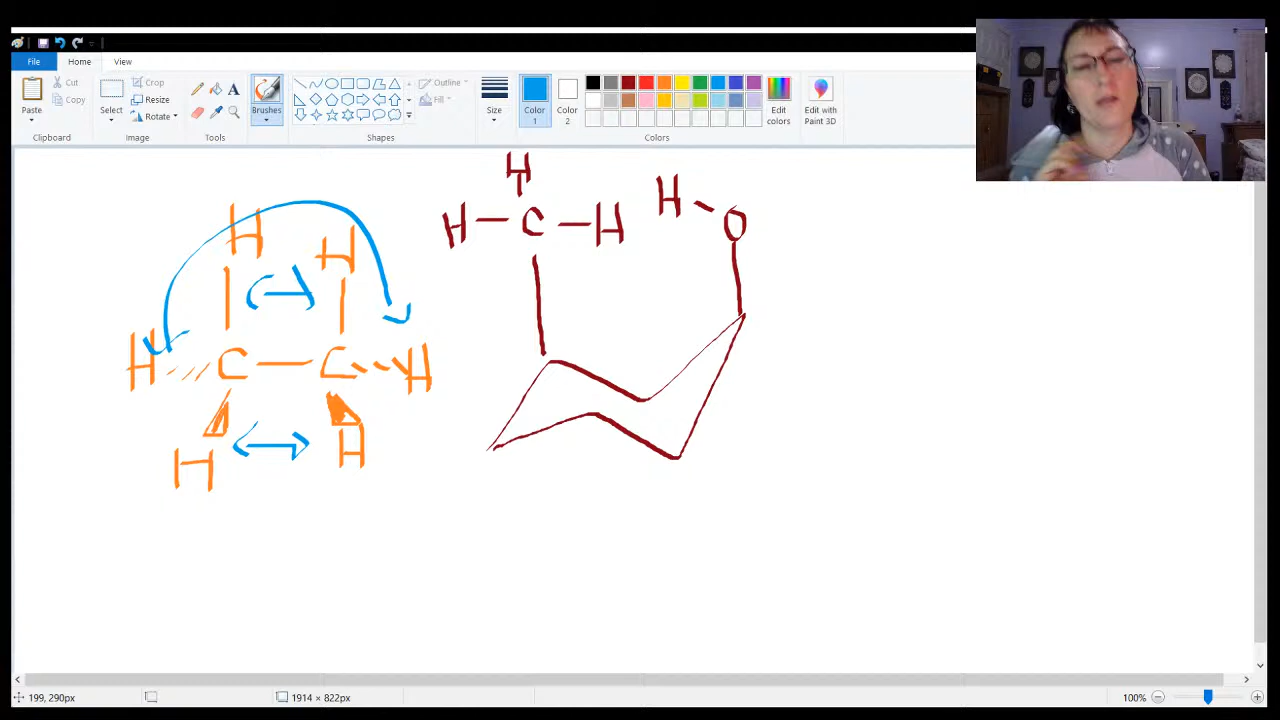 File Home View
Paste
Cut
Copy
Clipboard
Select
Crop
Resize
Rotate
Image
A
Tools
Brushes
Outline
Fill
Shapes
Size
Color
1
Color
2
Edit
colors
Edit with
Paint 3D
Colors
H
H C H H O
H H
H C C H
H H
199, 290px 1914 × 822px 100%